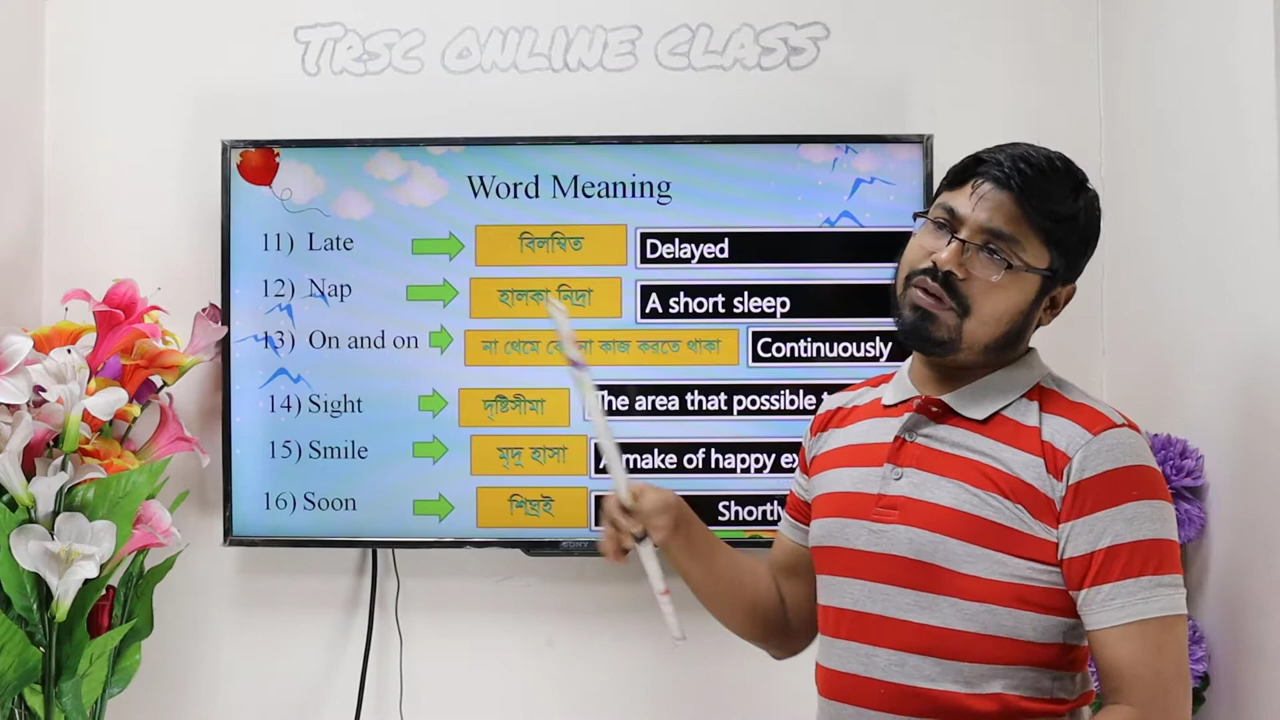 TRSC ONLINE CLASS
Word Meaning
11) Late বিলম্বিত Delayed
12) Nap হালকা নিদ্রা A short sleep
13) On and on না থেমে কাজ করতে থাকা Continuously
14) Sight দৃষ্টিসীমা The area that possible
15) Smile মৃদু হাসা A make of happy
16) Soon শিঘ্রই Shortly
SONY